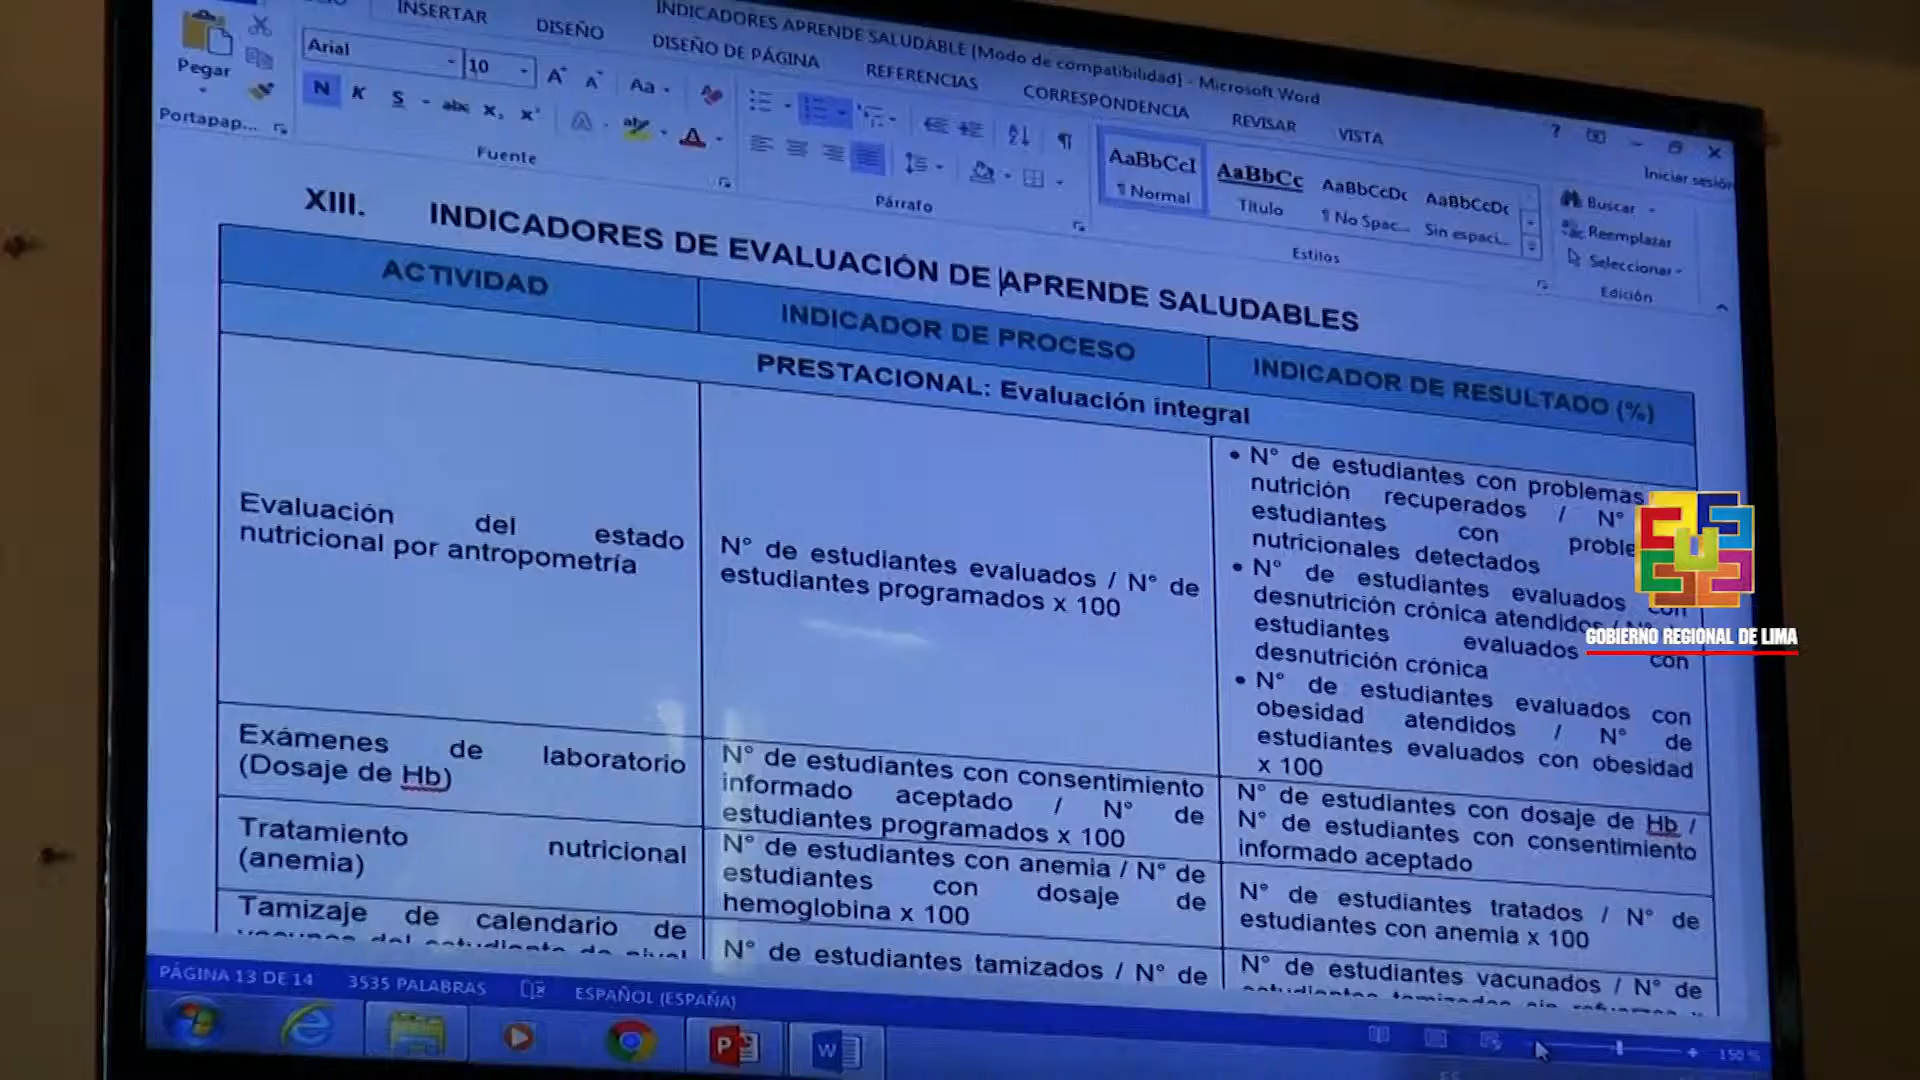 INSERTAR
DISEÑO
INDICADORES APRENDE SALUDABLE [Modo de compatibilidad] - Microsoft Word
DISEÑO DE PÁGINA
REFERENCIAS
CORRESPONDENCIA
REVISAR
VISTA
Iniciar sesión
Pegar
Portapap...
Arial
10
Fuente
Párrafo
AaBbCcI
¶ Normal
AaBbCc
Título
AaBbCcDc
¶ No Spac...
AaBbCcDc
Sin espaci...
Estilos
Buscar
Reemplazar
Seleccionar
Edición
XIII. INDICADORES DE EVALUACIÓN DE APRENDE SALUDABLES
ACTIVIDAD
INDICADOR DE PROCESO
INDICADOR DE RESULTADO (%)
PRESTACIONAL: Evaluación integral
Evaluación del estado
nutricional por antropometría
N° de estudiantes evaluados / N° de
estudiantes programados x 100
• N° de estudiantes con problemas
nutrición recuperados / N°
estudiantes con
nutricionales detectados
• N° de estudiantes evaluados con
desnutrición crónica atendidos /
estudiantes evaluados con
desnutrición crónica
• N° de estudiantes evaluados con
obesidad atendidos / N° de
estudiantes evaluados con obesidad
x 100
Exámenes de laboratorio
(Dosaje de Hb)
N° de estudiantes con consentimiento
informado aceptado / N° de
estudiantes programados x 100
N° de estudiantes con dosaje de Hb /
N° de estudiantes con consentimiento
informado aceptado
Tratamiento nutricional
(anemia)
N° de estudiantes con anemia / N° de
estudiantes con dosaje de
hemoglobina x 100
N° de estudiantes tratados / N° de
estudiantes con anemia x 100
Tamizaje de calendario de
N° de estudiantes tamizados / N° de
N° de estudiantes vacunados / N° de
PÁGINA 13 DE 14
3535 PALABRAS
ESPAÑOL (ESPAÑA)
150 %
GOBIERNO REGIONAL DE LIMA